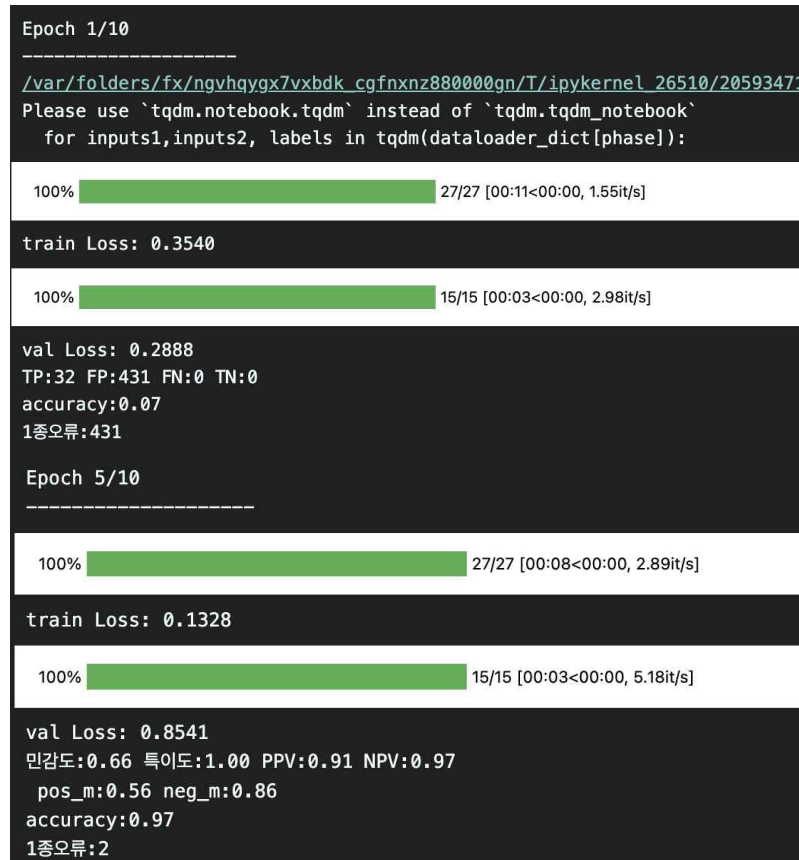 Epoch 1/10
--------------------
/var/folders/fx/ngvhqygx7vxbdk_cgfnxnz880000gn/T/ipykernel_26510/20593471
Please use `tqdm.notebook.tqdm` instead of `tqdm.tqdm_notebook`
for inputs1,inputs2, labels in tqdm(dataloader_dict[phase]):
100% 27/27 [00:11<00:00, 1.55it/s]
train Loss: 0.3540
100% 15/15 [00:03<00:00, 2.98it/s]
val Loss: 0.2888
TP:32 FP:431 FN:0 TN:0
accuracy:0.07
1종오류:431
Epoch 5/10
--------------------
100% 27/27 [00:08<00:00, 2.89it/s]
train Loss: 0.1328
100% 15/15 [00:03<00:00, 5.18it/s]
val Loss: 0.8541
민감도:0.66 특이도:1.00 PPV:0.91 NPV:0.97
pos_m:0.56 neg_m:0.86
accuracy:0.97
1종오류:2